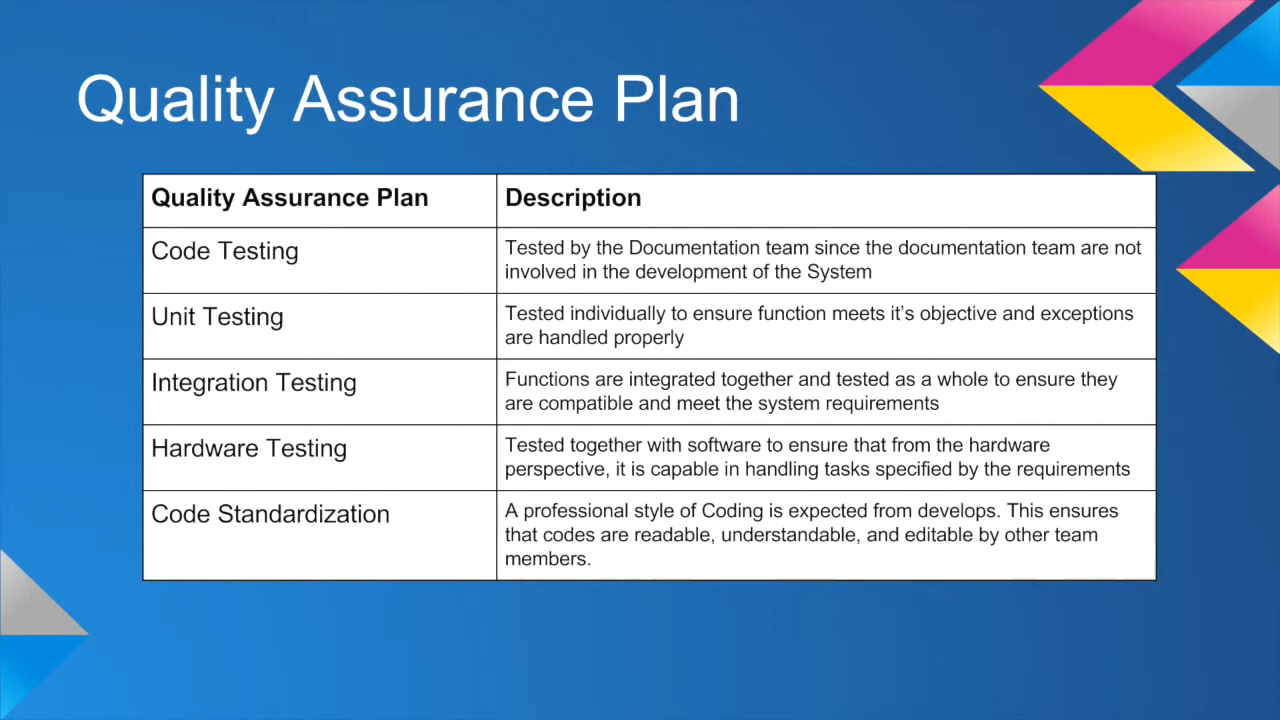 Quality Assurance Plan
Quality Assurance Plan
Description
Code Testing
Tested by the Documentation team since the documentation team are not
involved in the development of the System
Unit Testing
Tested individually to ensure function meets it’s objective and exceptions
are handled properly
Integration Testing
Functions are integrated together and tested as a whole to ensure they
are compatible and meet the system requirements
Hardware Testing
Tested together with software to ensure that from the hardware
perspective, it is capable in handling tasks specified by the requirements
Code Standardization
A professional style of Coding is expected from develops. This ensures
that codes are readable, understandable, and editable by other team
members.